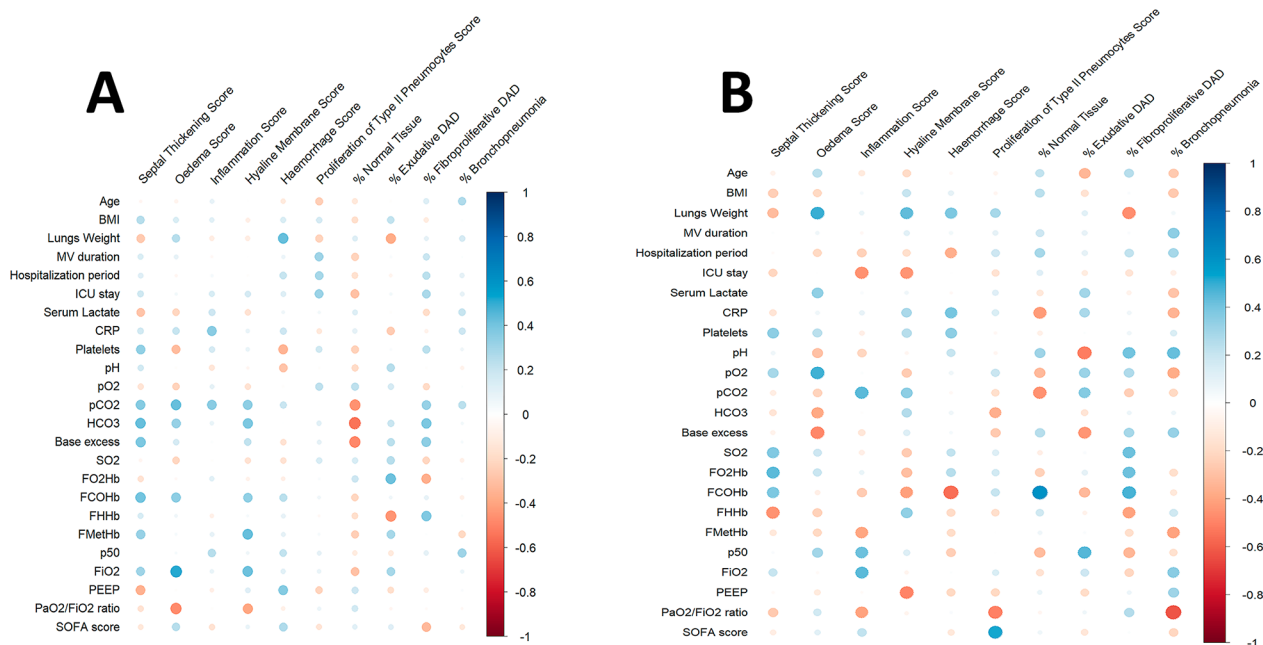 A
Septal Thickening Score
Oedema Score
Inflammation Score
Hyaline Membrane Score
Haemorrhage Score
Proliferation of Type II Pneumocytes Score
% Normal Tissue
% Exudative DAD
% Fibroproliferative DAD
% Bronchopneumonia
Age
BMI
Lungs Weight
MV duration
Hospitalization period
ICU stay
Serum Lactate
CRP
Platelets
pH
pO2
pCO2
HCO3
Base excess
SO2
FO2Hb
FCOHb
FHHb
FMetHb
p50
FiO2
PEEP
PaO2/FiO2 ratio
SOFA score
1
0.8
0.6
0.4
0.2
0
-0.2
-0.4
-0.6
-0.8
-1
B
Septal Thickening Score
Oedema Score
Inflammation Score
Hyaline Membrane Score
Haemorrhage Score
Proliferation of Type II Pneumocytes Score
% Normal Tissue
% Exudative DAD
% Fibroproliferative DAD
% Bronchopneumonia
Age
BMI
Lungs Weight
MV duration
Hospitalization period
ICU stay
Serum Lactate
CRP
Platelets
pH
pO2
pCO2
HCO3
Base excess
SO2
FO2Hb
FCOHb
FHHb
FMetHb
p50
FiO2
PEEP
PaO2/FiO2 ratio
SOFA score
1
0.8
0.6
0.4
0.2
0
-0.2
-0.4
-0.6
-0.8
-1